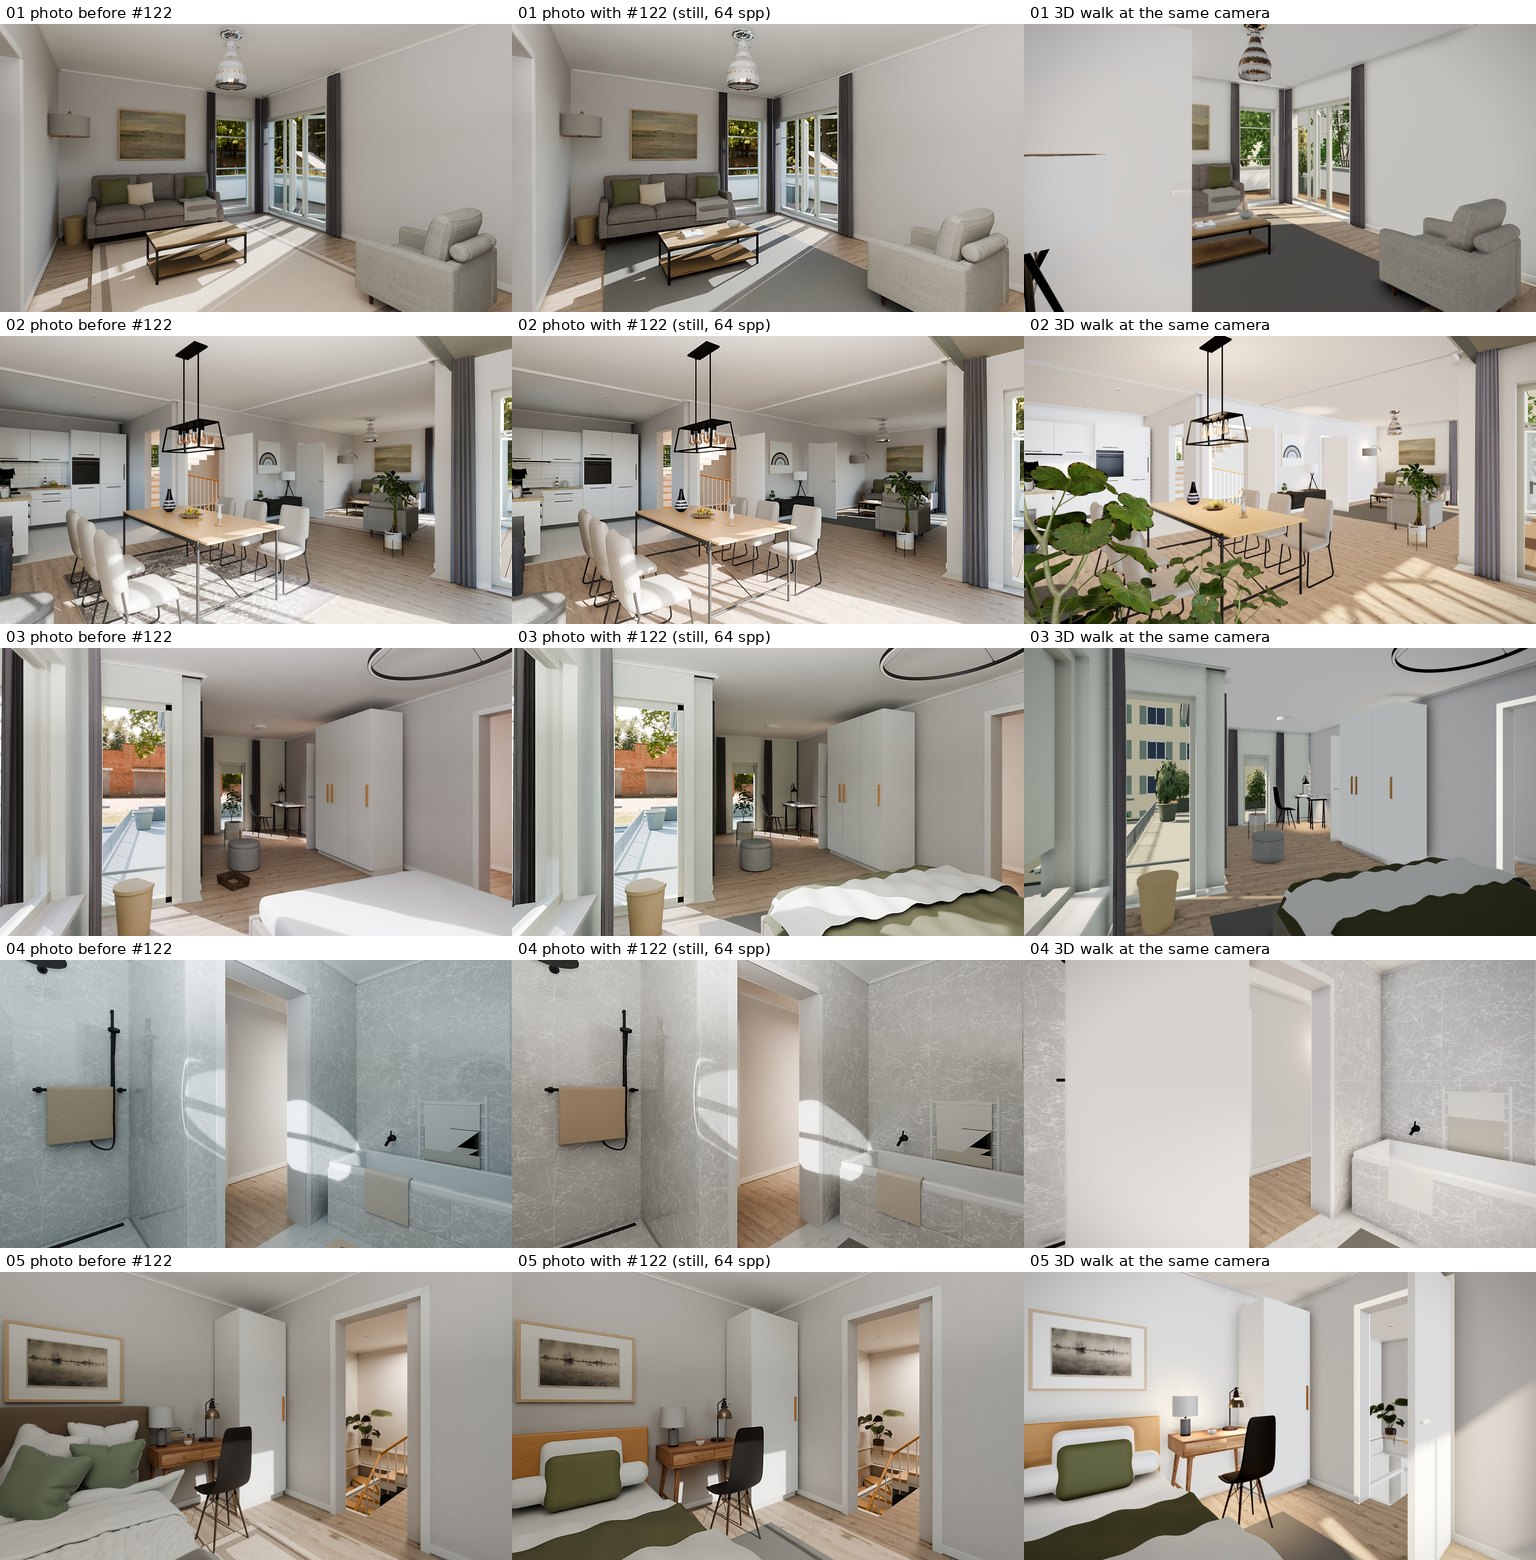 01 photo before #122
01 photo with #122 (still, 64 spp)
01 3D walk at the same camera
02 photo before #122
02 photo with #122 (still, 64 spp)
02 3D walk at the same camera
03 photo before #122
03 photo with #122 (still, 64 spp)
03 3D walk at the same camera
04 photo before #122
04 photo with #122 (still, 64 spp)
04 3D walk at the same camera
05 photo before #122
05 photo with #122 (still, 64 spp)
05 3D walk at the same camera